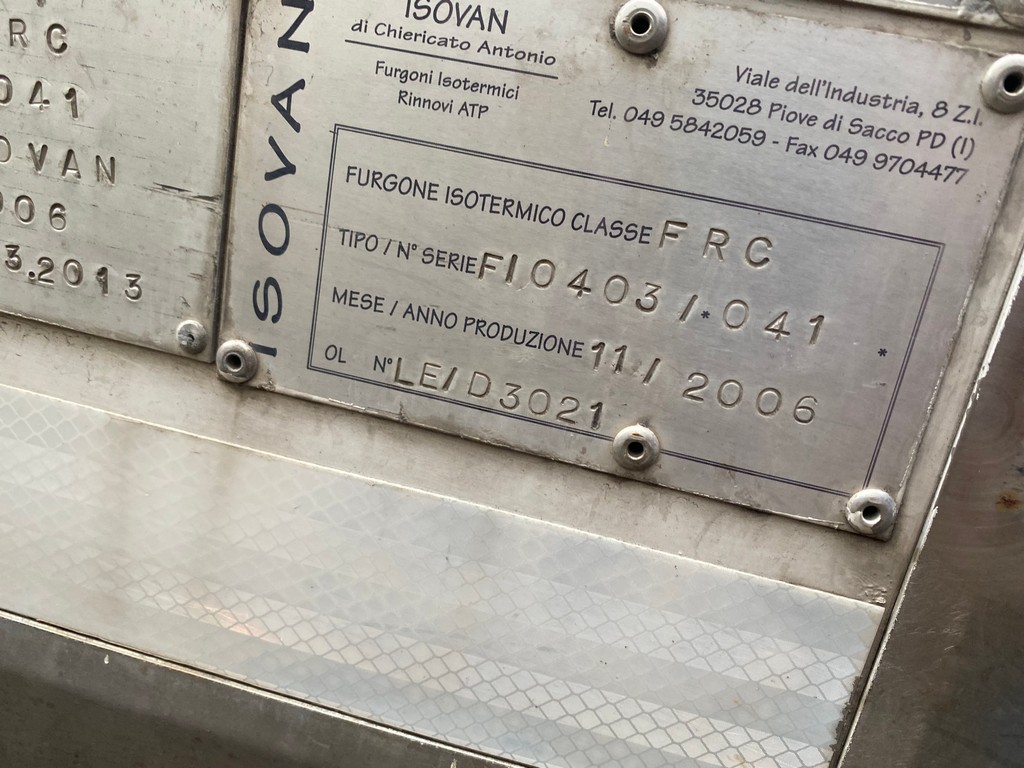 RC
041
OVAN
006
3.2013
ISOVAN
ISOVAN
di Chiericato Antonio
Furgoni Isotermici
Rinnovi ATP
Viale dell'Industria, 8 Z.I.
35028 Piove di Sacco PD (I)
Tel. 049 5842059 - Fax 049 9704477
FURGONE ISOTERMICO CLASSE FRC
TIPO / N° SERIE FI0403/*041 *
MESE / ANNO PRODUZIONE 11/2006
OL N° LE/D3021